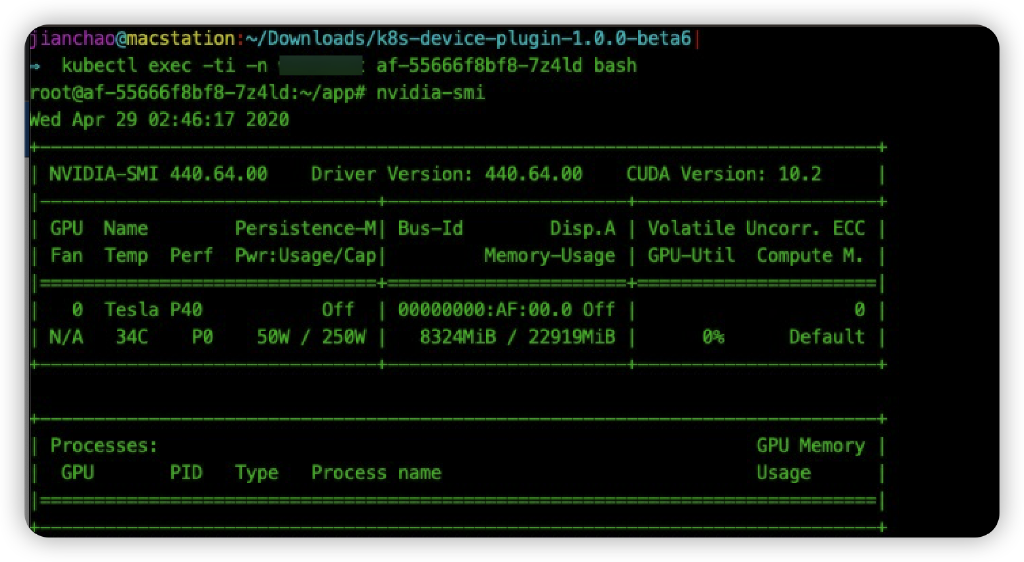 jianchao@macstation:~/Downloads/k8s-device-plugin-1.0.0-beta6|
→ kubectl exec -ti -n af-55666f8bf8-7z4ld bash
root@af-55666f8bf8-7z4ld:~/app# nvidia-smi
Wed Apr 29 02:46:17 2020
+-----------------------------------------------------------------------------+
| NVIDIA-SMI 440.64.00    Driver Version: 440.64.00    CUDA Version: 10.2     |
|-------------------------------+----------------------+----------------------+
| GPU  Name        Persistence-M| Bus-Id        Disp.A | Volatile Uncorr. ECC |
| Fan  Temp  Perf  Pwr:Usage/Cap|         Memory-Usage | GPU-Util  Compute M. |
|===============================+======================+======================|
|   0  Tesla P40           Off  | 00000000:AF:00.0 Off |                    0 |
| N/A   34C    P0    50W / 250W |   8324MiB / 22919MiB |      0%      Default |
+-------------------------------+----------------------+----------------------+
+-----------------------------------------------------------------------------+
| Processes:                                                       GPU Memory |
|  GPU       PID   Type   Process name                             Usage      |
|=============================================================================|
+-----------------------------------------------------------------------------+